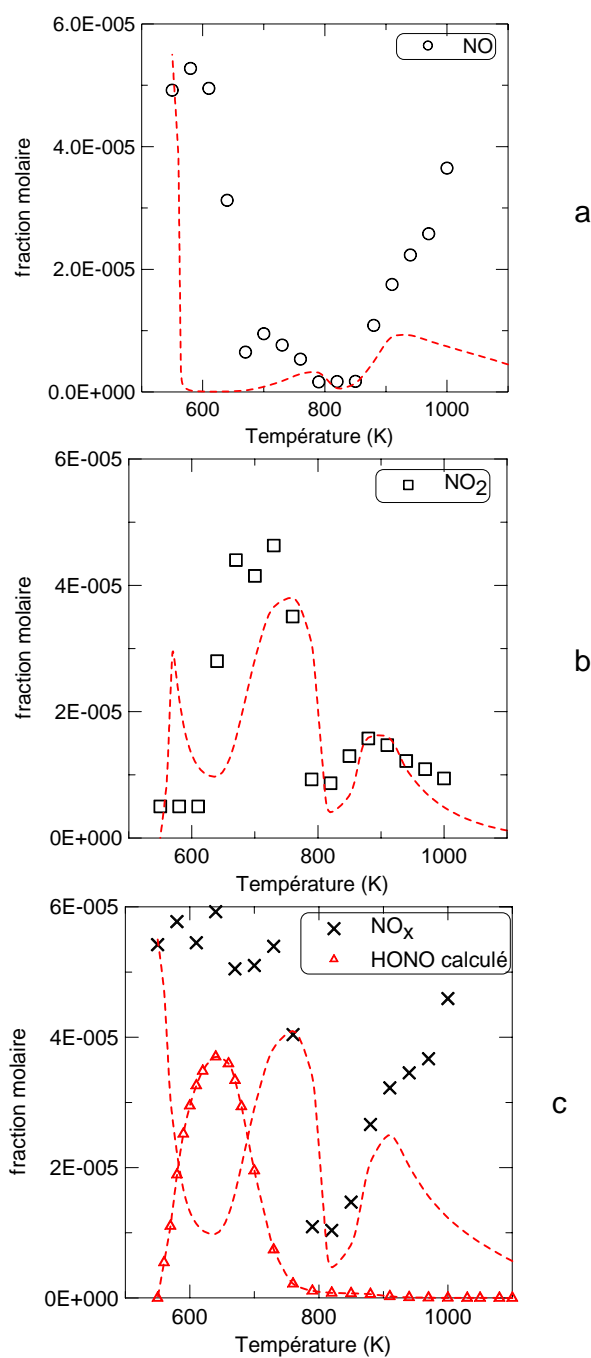 6.0E-005
NO
4.0E-005
a
fraction molaire
2.0E-005
0.0E+000
600
800
1000
Température (K)
6E-005
NO2
4E-005
b
fraction molaire
2E-005
0E+000
600
800
1000
Température (K)
6E-005
NOx
HONO calculé
4E-005
c
fraction molaire
2E-005
0E+000
600
800
1000
Température (K)